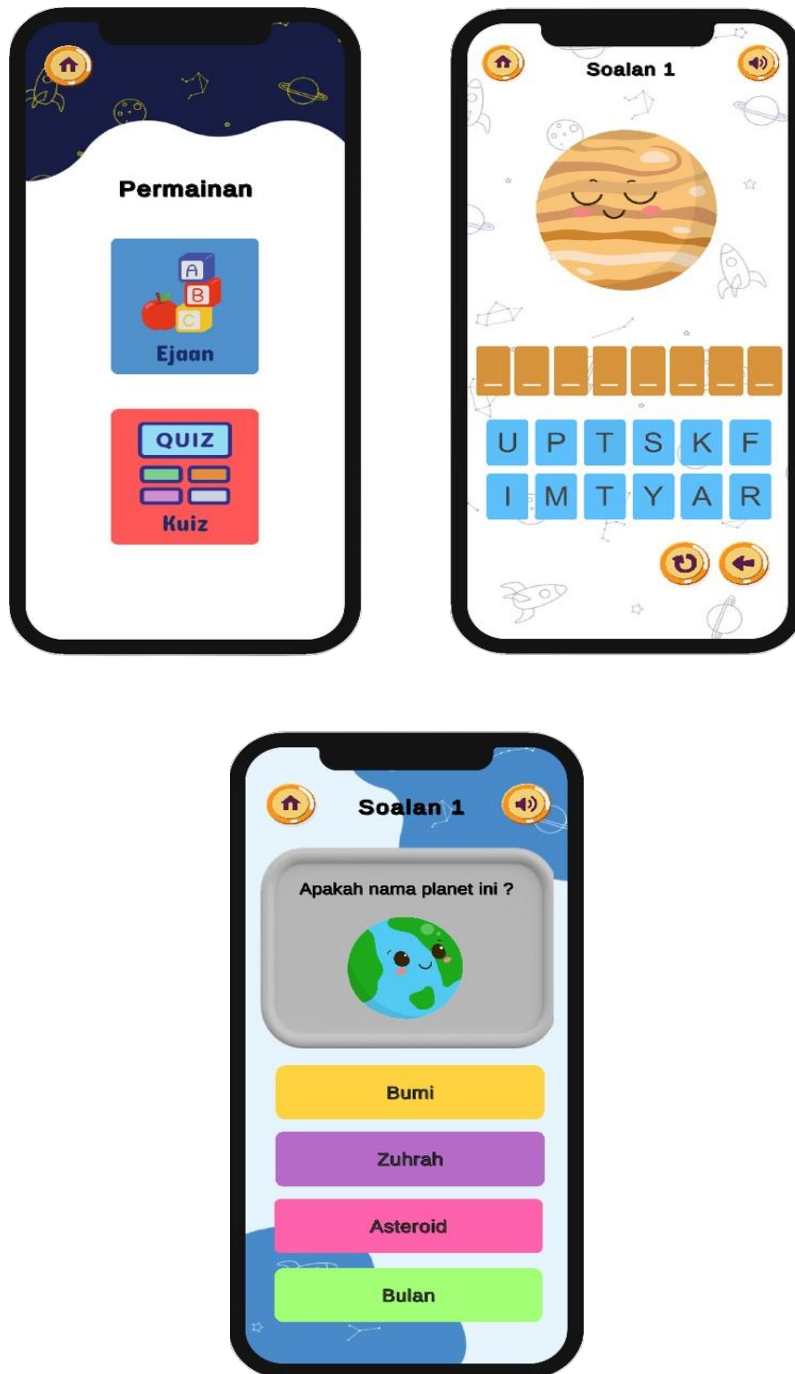 Permainan
A
B
C
Ejaan
QUIZ
Kuiz
Soalan 1
_ _ _ _ _ _ _ _
U P T S K F
I M T Y A R
Soalan 1
Apakah nama planet ini ?
Bumi
Zuhrah
Asteroid
Bulan